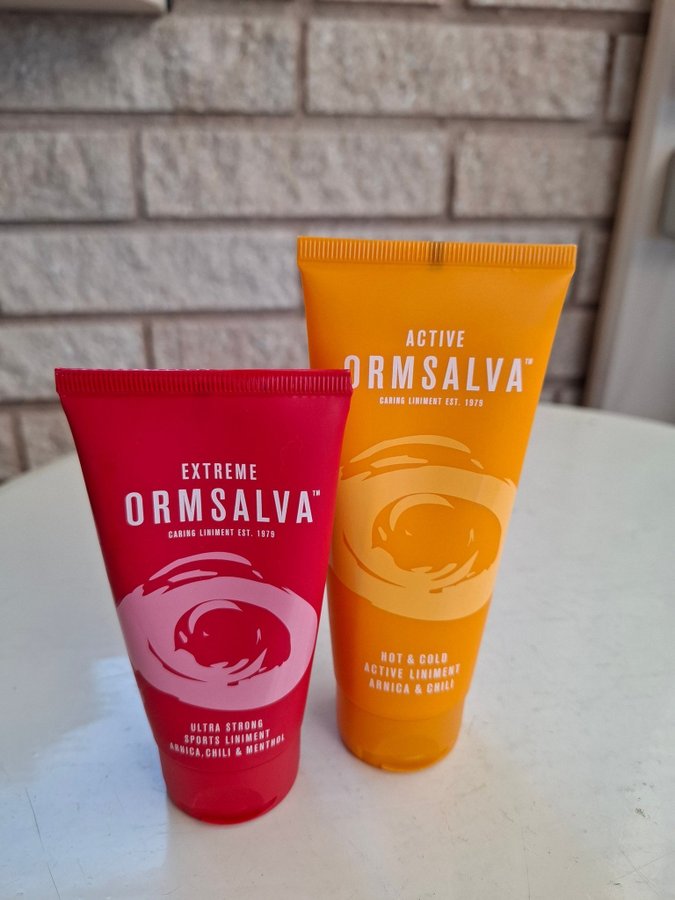 EXTREME
ORMSALVA™
CARING LINIMENT EST. 1979
ULTRA STRONG
SPORTS LINIMENT
ARNICA, CHILI & MENTHOL
ACTIVE
ORMSALVA™
CARING LINIMENT EST. 1979
HOT & COLD
ACTIVE LINIMENT
ARNICA & CHILI